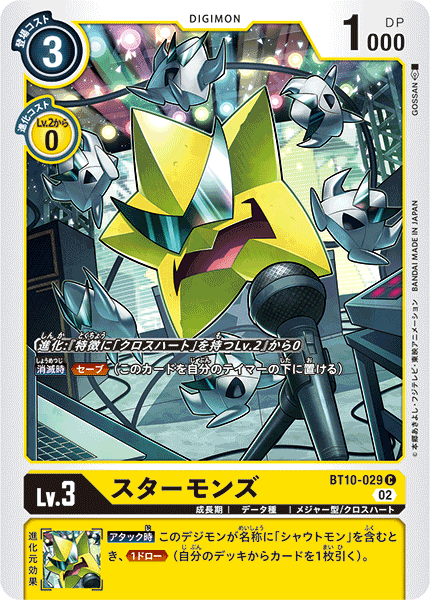 DIGIMON
登場コスト
3
DP
1000
進化コスト
Lv.2から
0
GOSSAN
©本郷あきよし・フジテレビ・東映アニメーション BANDAI MADE IN JAPAN
進化:「特徴に「クロスハート」を持つLv.2」から0
消滅時 セーブ (このカードを自分のテイマーの下に置ける)
BT10-029 C
Lv.3 スターモンズ
02
成長期 データ種 メジャー型/クロスハート
進化元効果
アタック時 このデジモンが名称に「シャウトモン」を含むと
き、1ドロー (自分のデッキからカードを1枚引く)。